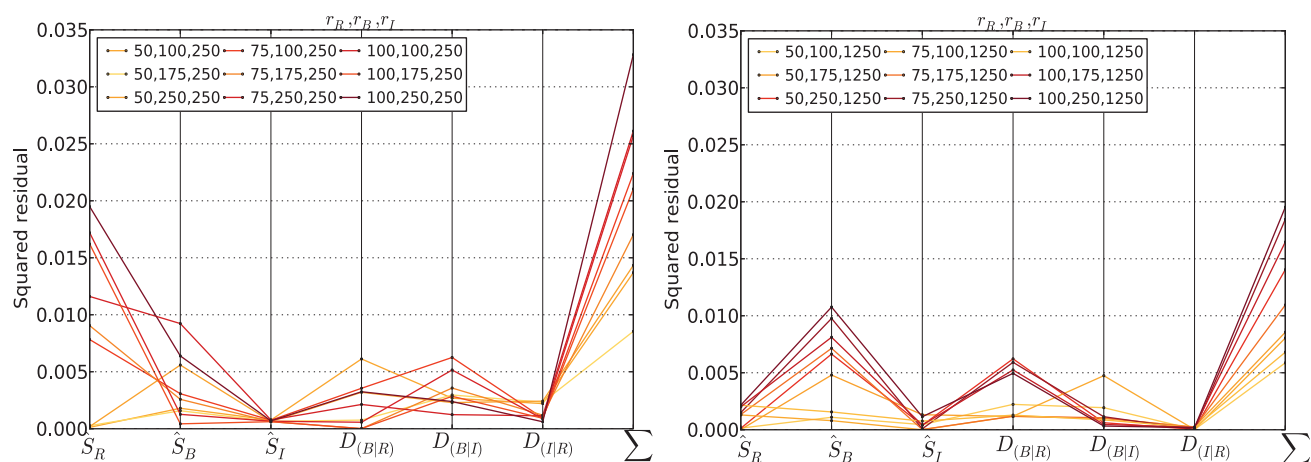 r_R, r_B, r_I
0.035
0.030
0.025
0.020
0.015
0.010
0.005
0.000
Squared residual
50,100,250 75,100,250 100,100,250
50,175,250 75,175,250 100,175,250
50,250,250 75,250,250 100,250,250
Ŝ_R Ŝ_B Ŝ_I D_(B|R) D_(B|I) D_(I|R) ∑
r_R, r_B, r_I
0.035
0.030
0.025
0.020
0.015
0.010
0.005
0.000
Squared residual
50,100,1250 75,100,1250 100,100,1250
50,175,1250 75,175,1250 100,175,1250
50,250,1250 75,250,1250 100,250,1250
Ŝ_R Ŝ_B Ŝ_I D_(B|R) D_(B|I) D_(I|R) ∑